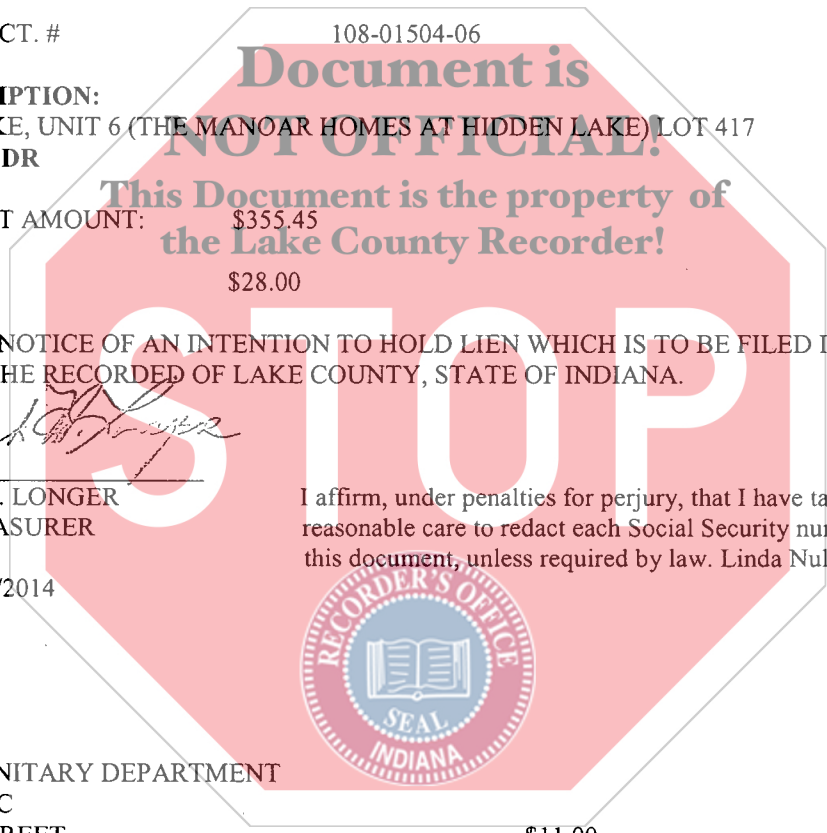 CT. # 108-01504-06
Document is
IPTION:
KE, UNIT 6 (THE MANOAR HOMES AT HIDDEN LAKE) LOT 417
NOT OFFICIAL!
DR
This Document is the property of
T AMOUNT: $355.45
the Lake County Recorder!
$28.00
STOP
NOTICE OF AN INTENTION TO HOLD LIEN WHICH IS TO BE FILED I
HE RECORDED OF LAKE COUNTY, STATE OF INDIANA.
. LONGER
I affirm, under penalties for perjury, that I have ta
ASURER
reasonable care to redact each Social Security nu
this document, unless required by law. Linda Nul
/2014
RECORDER'S OFFICE
SEAL
INDIANA
NITARY DEPARTMENT
C
REET
$11.00